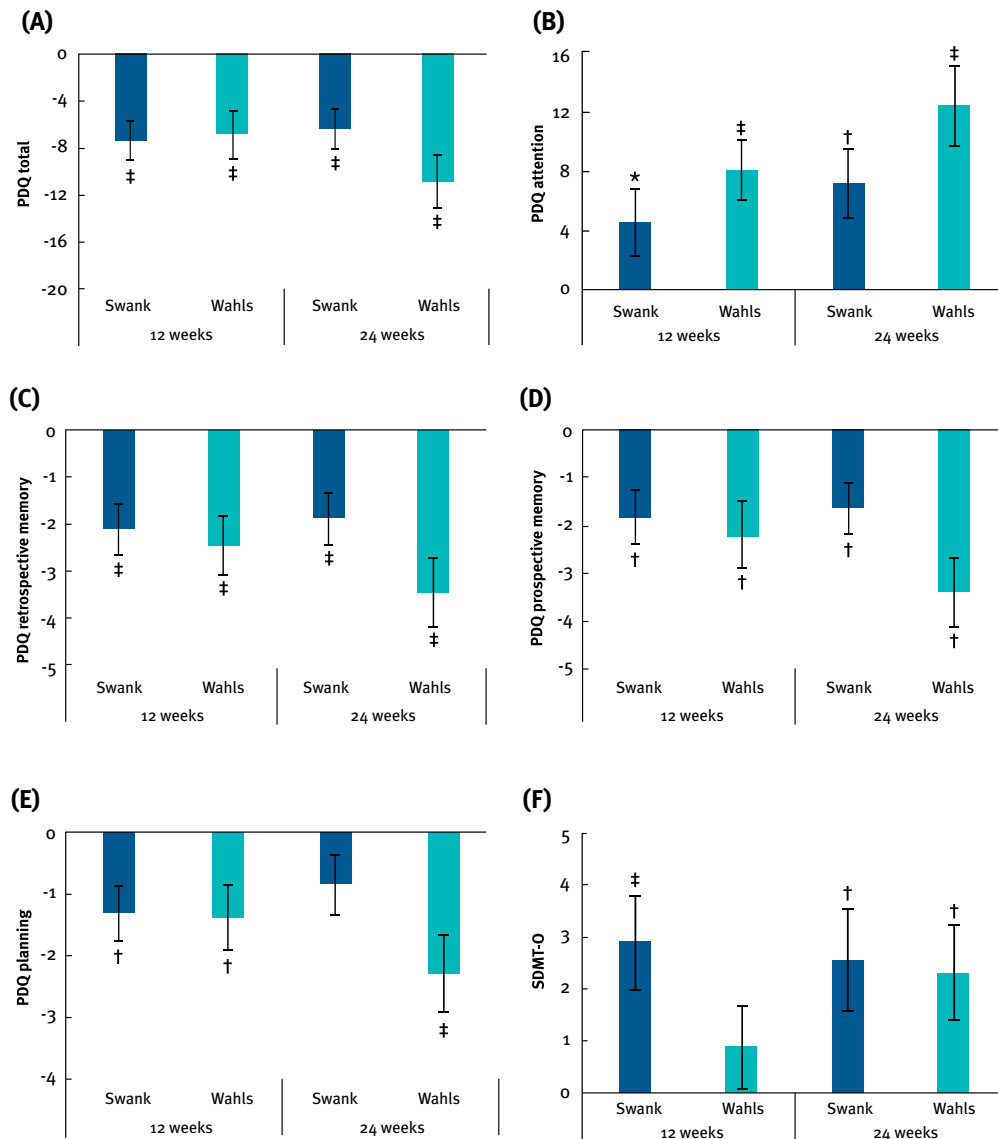 (A)
PDQ total
0
-4
-8
-12
-16
-20
‡
‡
‡
‡
Swank Wahls Swank Wahls
12 weeks 24 weeks
(B)
PDQ attention
16
12
8
4
0
*
‡
†
‡
Swank Wahls Swank Wahls
12 weeks 24 weeks
(C)
PDQ retrospective memory
0
-1
-2
-3
-4
-5
‡
‡
‡
‡
Swank Wahls Swank Wahls
12 weeks 24 weeks
(D)
PDQ prospective memory
0
-1
-2
-3
-4
-5
†
†
†
†
Swank Wahls Swank Wahls
12 weeks 24 weeks
(E)
PDQ planning
0
-1
-2
-3
-4
†
†
‡
Swank Wahls Swank Wahls
12 weeks 24 weeks
(F)
SDMT-O
5
4
3
2
1
0
‡
†
†
Swank Wahls Swank Wahls
12 weeks 24 weeks